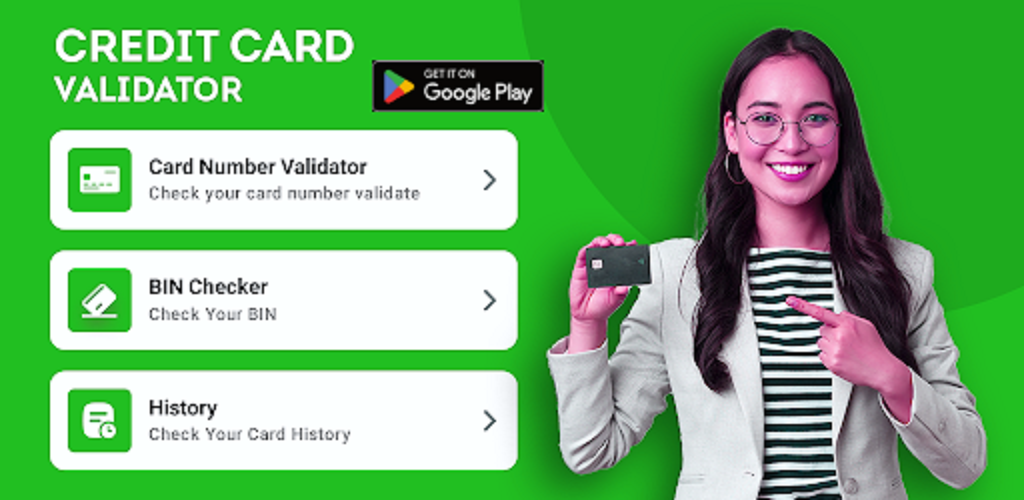 CREDIT CARD
VALIDATOR
GET IT ON
Google Play
Card Number Validator
Check your card number validate
BIN Checker
Check Your BIN
History
Check Your Card History